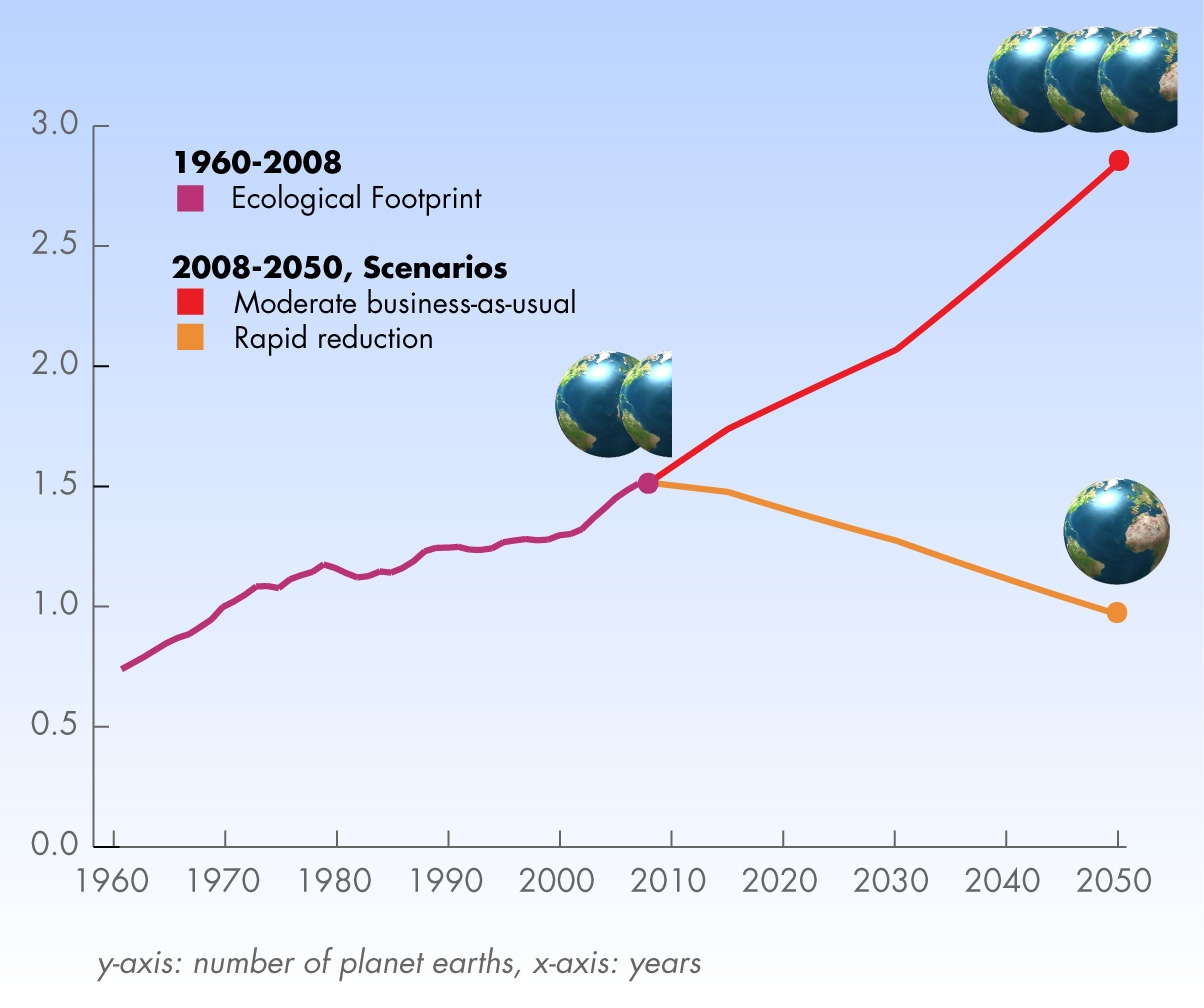 3.0
1960-2008
Ecological Footprint
2.5
2008-2050, Scenarios
Moderate business-as-usual
Rapid reduction
2.0
1.5
1.0
0.5
0.0
1960 1970 1980 1990 2000 2010 2020 2030 2040 2050
y-axis: number of planet earths, x-axis: years